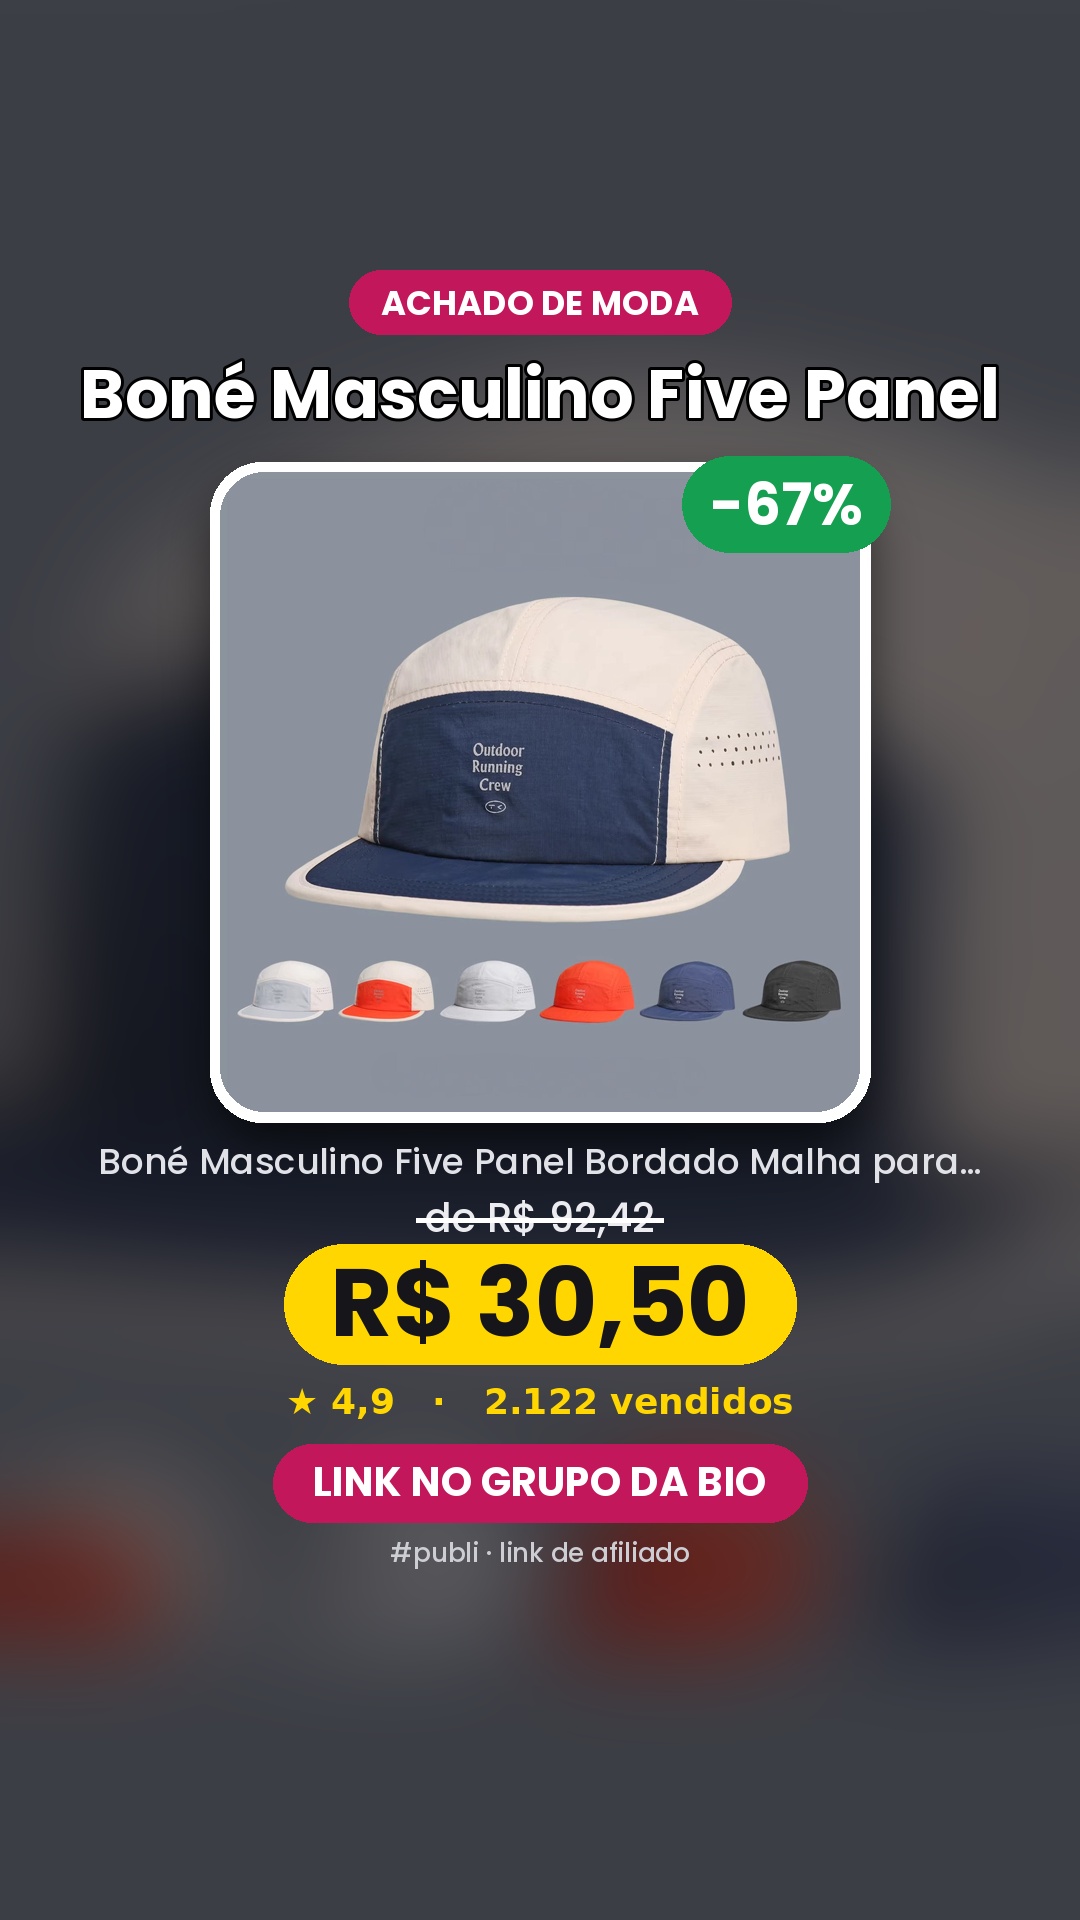 ACHADO DE MODA
Boné Masculino Five Panel
-67%
Outdoor
Running
Crew
Boné Masculino Five Panel Bordado Malha para...
de R$ 92,42
R$ 30,50
★ 4,9 · 2.122 vendidos
LINK NO GRUPO DA BIO
#publi · link de afiliado